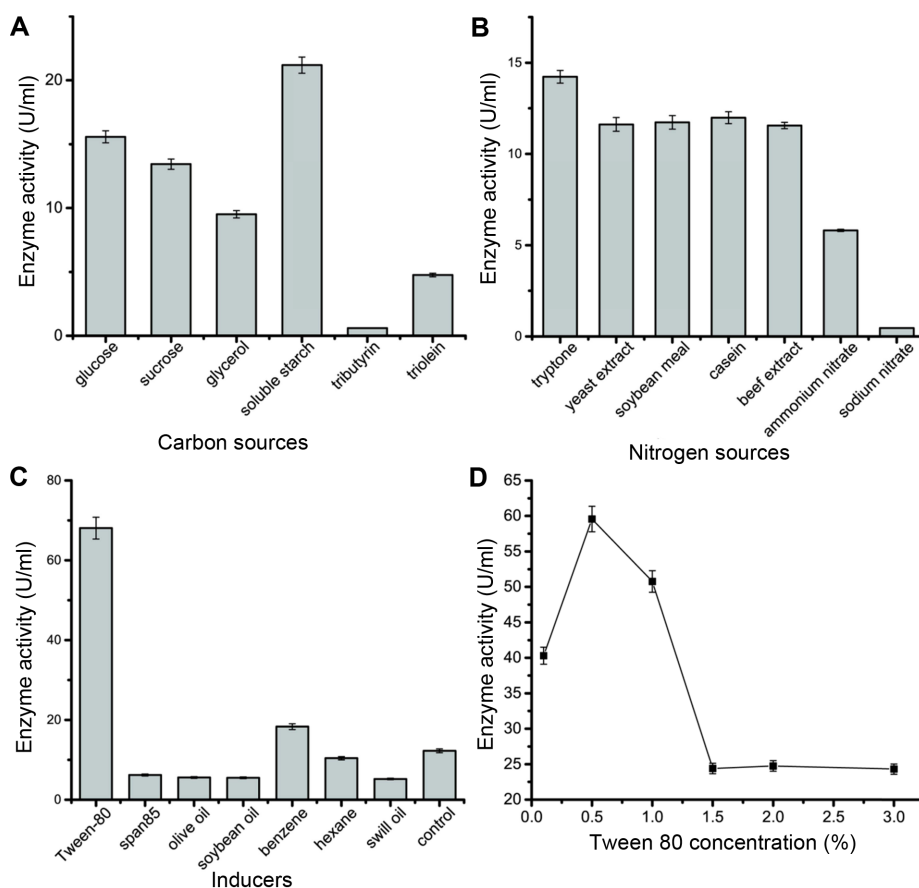 A
Enzyme activity (U/ml)
20
10
0
glucose
sucrose
glycerol
soluble starch
tributyrin
triolein
Carbon sources
B
Enzyme activity (U/ml)
15
10
5
0
tryptone
yeast extract
soybean meal
casein
beef extract
ammonium nitrate
sodium nitrate
Nitrogen sources
C
Enzyme activity (U/ml)
80
60
40
20
0
Tween-80
span85
olive oil
soybean oil
benzene
hexane
swill oil
control
Inducers
D
Enzyme activity (U/ml)
65
60
55
50
45
40
35
30
25
20
0.0 0.5 1.0 1.5 2.0 2.5 3.0
Tween 80 concentration (%)